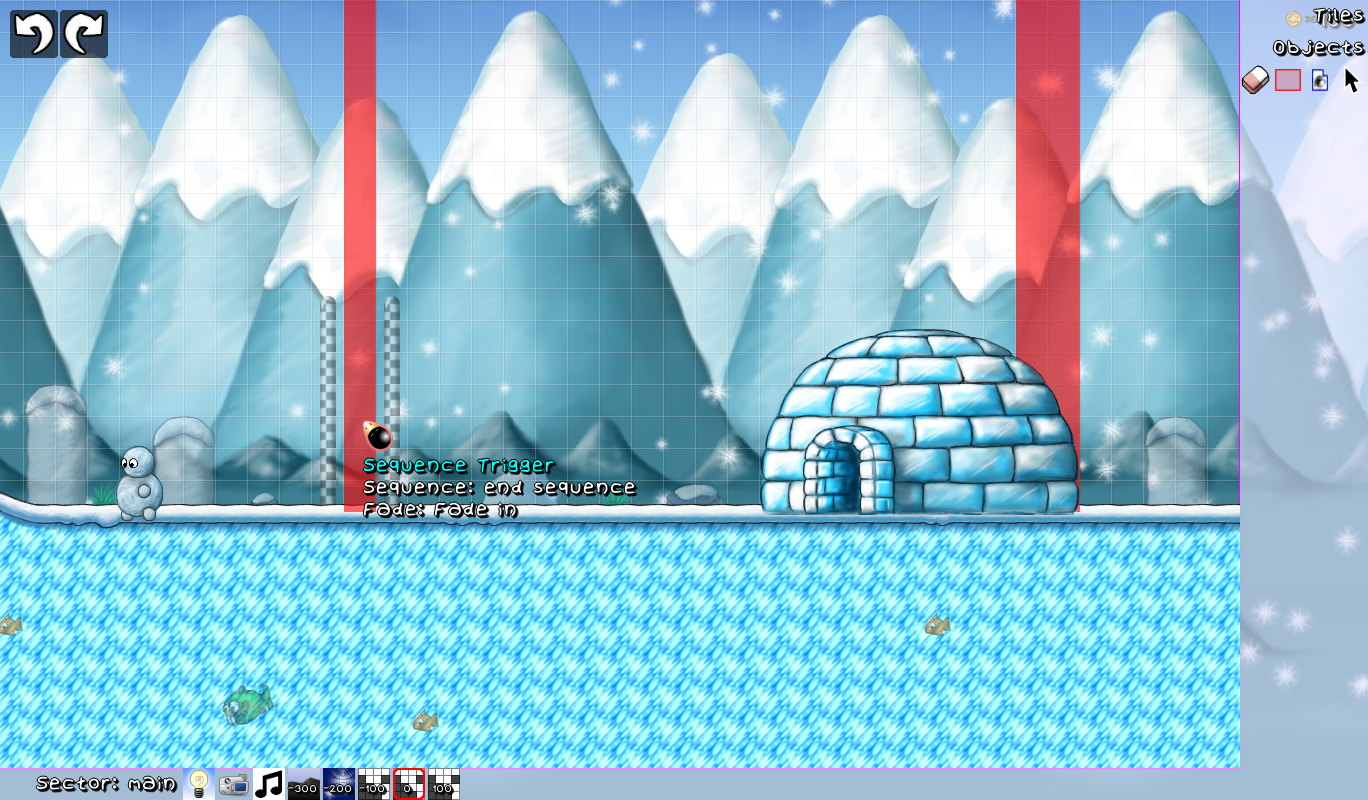 Tiles
Objects
Sequence Trigger
Sequence: end sequence
Fade: Fade in
Sector: main
-300
-200
-100
0
100